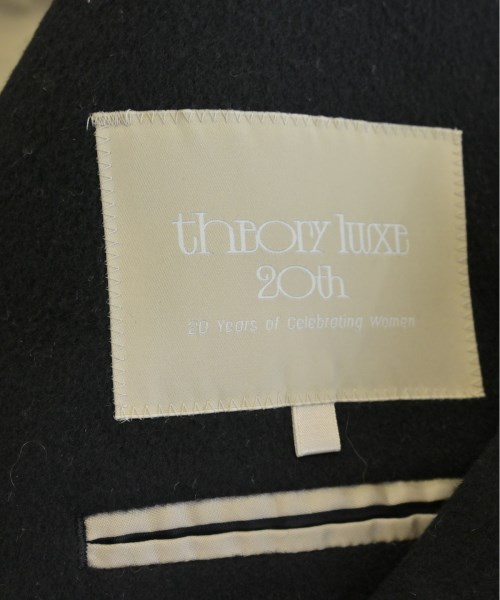 theory luxe
20th
20 Years of Celebrating Women